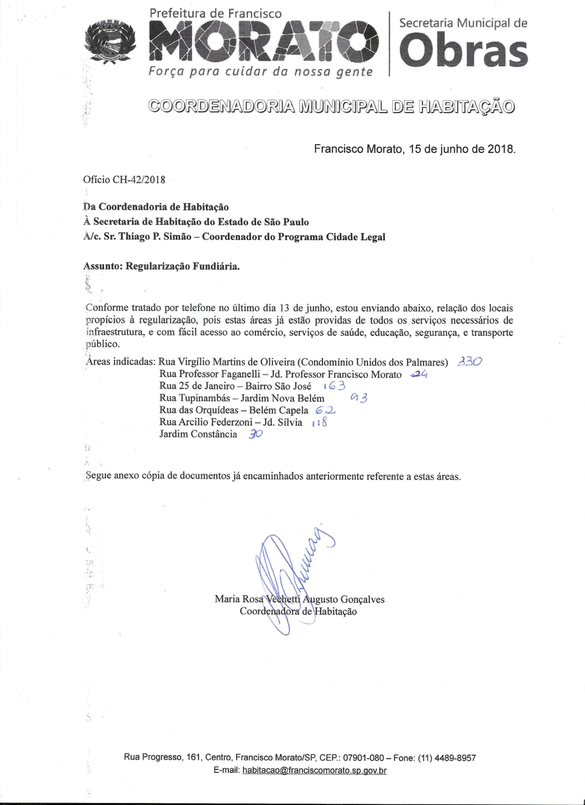 Prefeitura de Francisco
MORATO
Força para cuidar da nossa gente
Secretaria Municipal de
Obras
COORDENADORIA MUNICIPAL DE HABITAÇÃO
Francisco Morato, 15 de junho de 2018.
Ofício CH-42/2018
Da Coordenadoria de Habitação
À Secretaria de Habitação do Estado de São Paulo
A/c. Sr. Thiago P. Simão – Coordenador do Programa Cidade Legal
Assunto: Regularização Fundiária.
Conforme tratado por telefone no último dia 13 de junho, estou enviando abaixo, relação dos locais
propícios à regularização, pois estas áreas já estão providas de todos os serviços necessários de
infraestrutura, e com fácil acesso ao comércio, serviços de saúde, educação, segurança, e transporte
público.
Áreas indicadas: Rua Virgílio Martins de Oliveira (Condomínio Unidos dos Palmares) 330
Rua Professor Faganelli – Jd. Professor Francisco Morato 24
Rua 25 de Janeiro – Bairro São José 163
Rua Tupinambás – Jardim Nova Belém 93
Rua das Orquídeas – Belém Capela 62
Rua Arcilio Federzoni – Jd. Sílvia 118
Jardim Constância 30
Segue anexo cópia de documentos já encaminhados anteriormente referente a estas áreas.
Maria Rosa Vechetti Augusto Gonçalves
Coordenadora de Habitação
Rua Progresso, 161, Centro, Francisco Morato/SP, CEP.: 07901-080 – Fone: (11) 4489-8957
E-mail: habitacao@franciscomorato.sp.gov.br